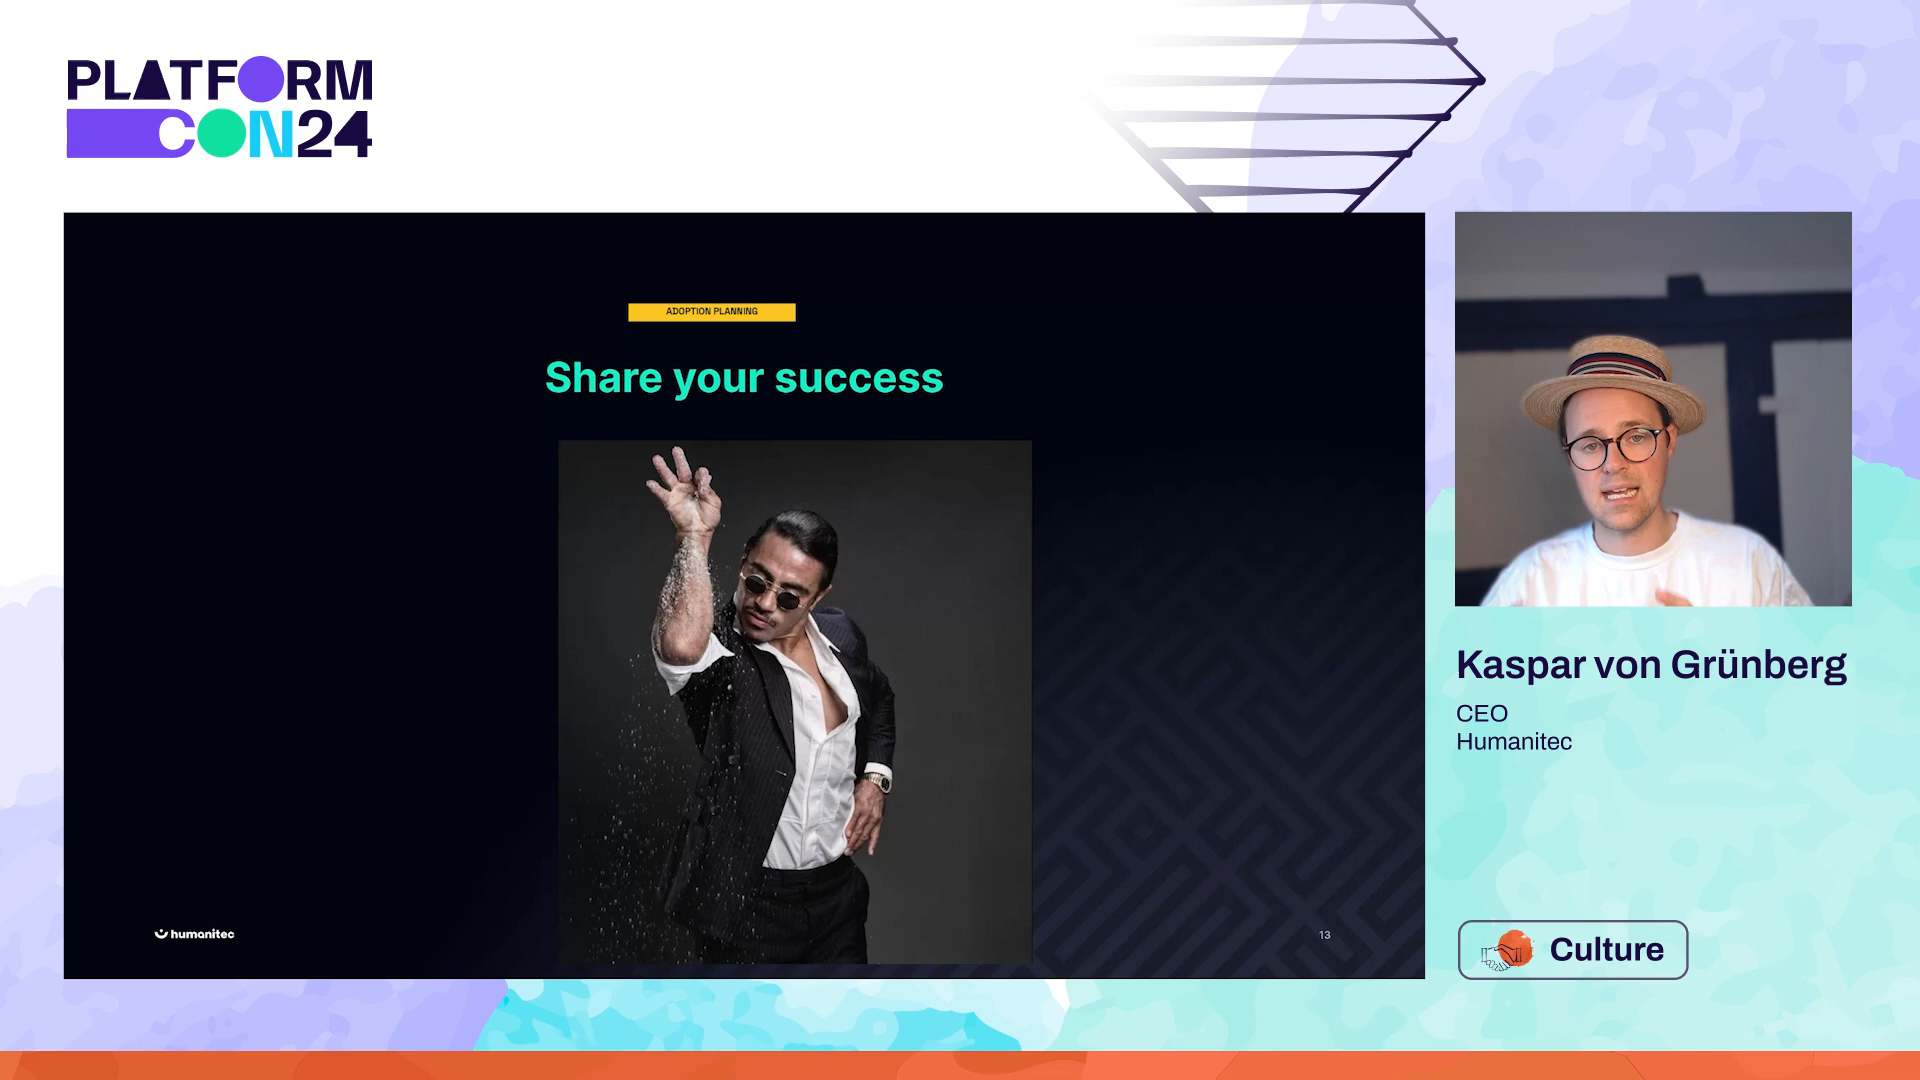 PLATFORM
CON24
ADOPTION PLANNING
Share your success
humanitec
13
Kaspar von Grünberg
CEO
Humanitec
Culture